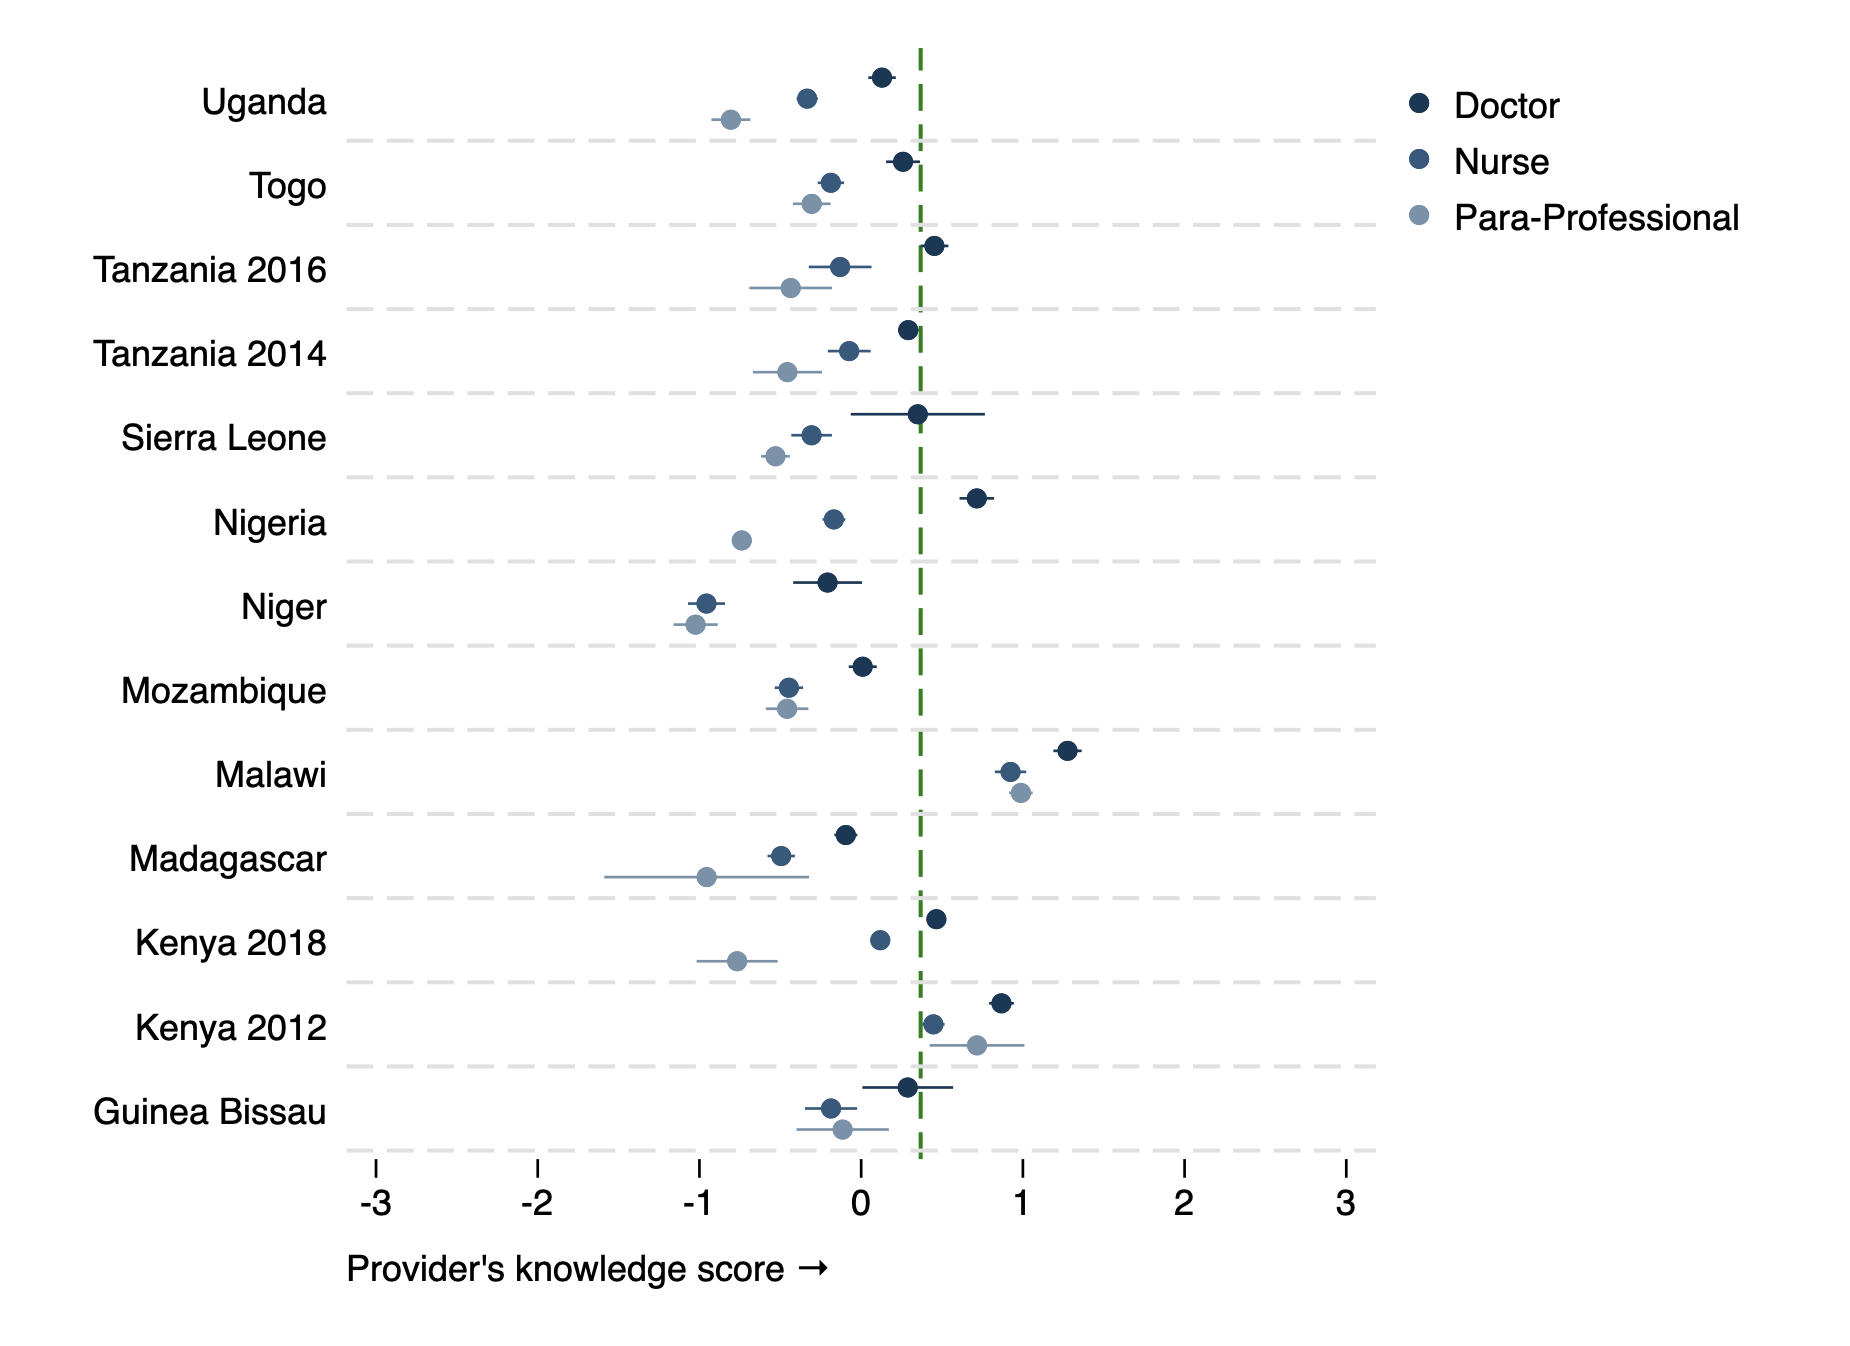 Uganda
Togo
Tanzania 2016
Tanzania 2014
Sierra Leone
Nigeria
Niger
Mozambique
Malawi
Madagascar
Kenya 2018
Kenya 2012
Guinea Bissau
-3 -2 -1 0 1 2 3
Provider's knowledge score →
Doctor
Nurse
Para-Professional